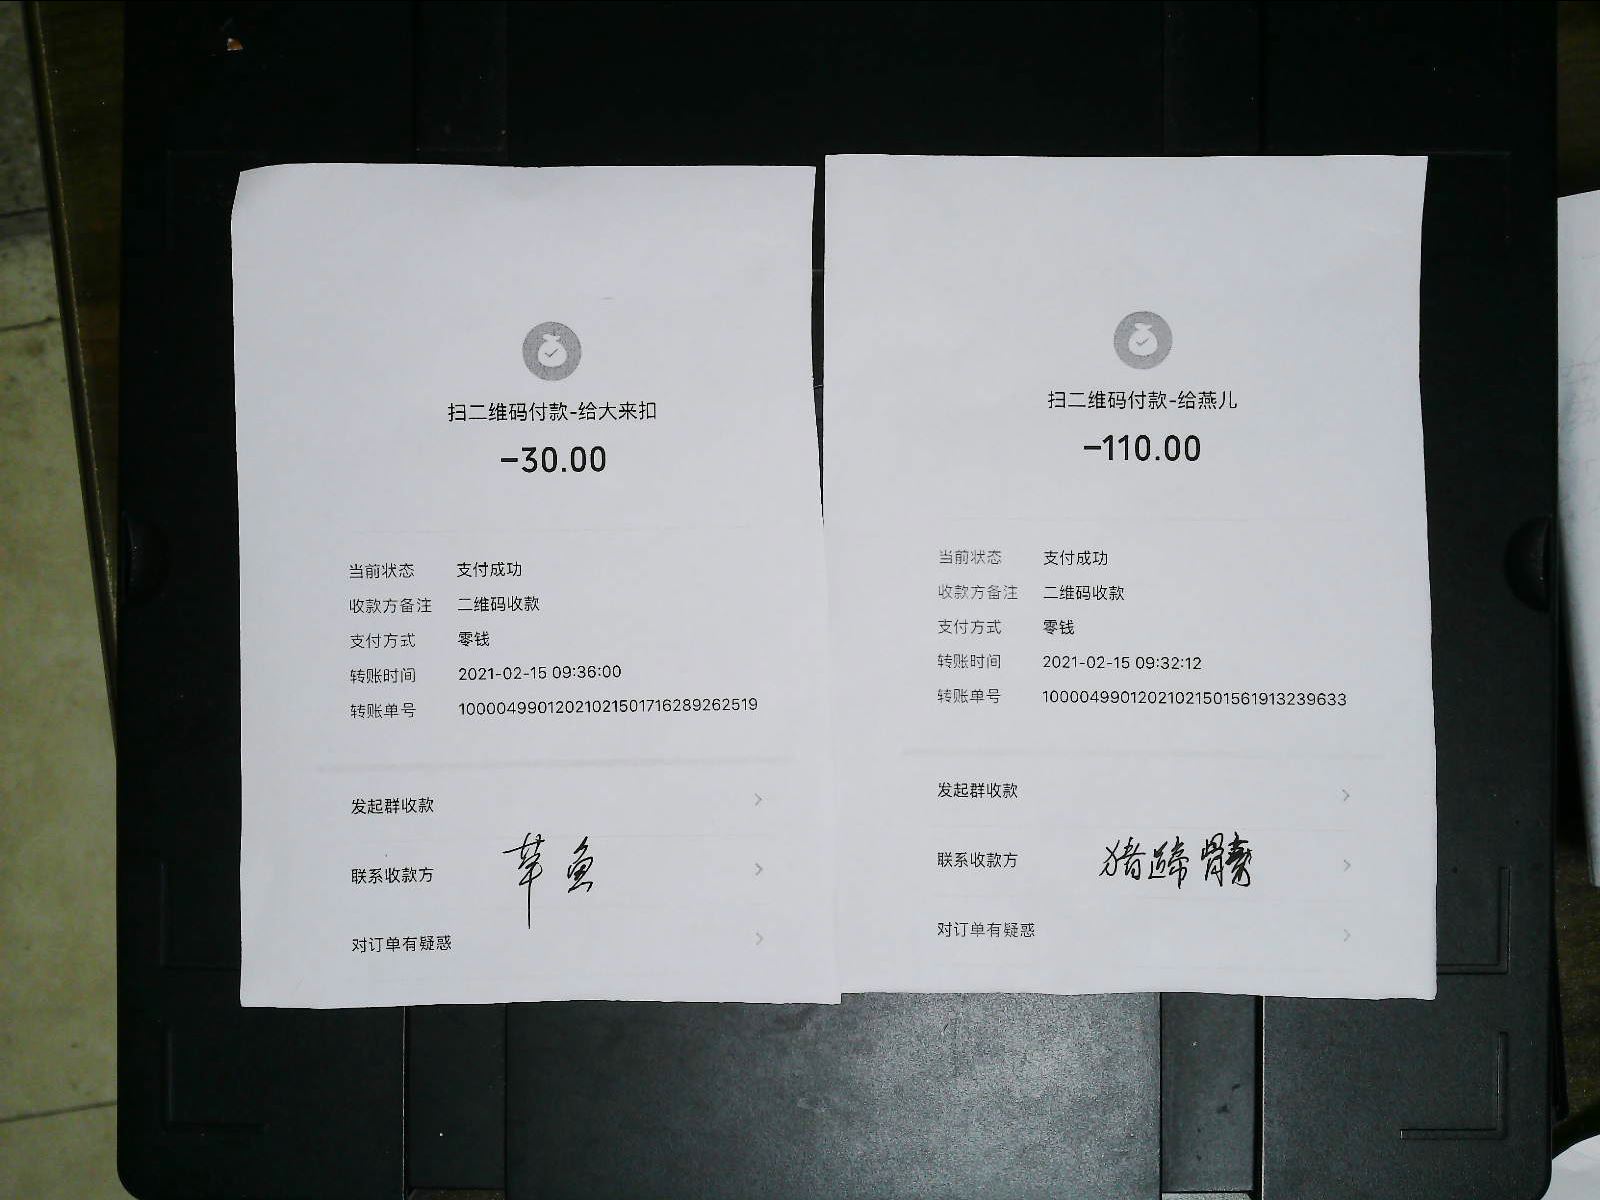 扫二维码付款-给大来扣
-30.00
当前状态 支付成功
收款方备注 二维码收款
支付方式 零钱
转账时间 2021-02-15 09:36:00
转账单号 1000049901202102151716289262519
发起群收款
联系收款方
鱼
对订单有疑惑
扫二维码付款-给燕儿
-110.00
当前状态 支付成功
收款方备注 二维码收款
支付方式 零钱
转账时间 2021-02-15 09:32:12
转账单号 1000049901202102151561913239633
发起群收款
联系收款方
猪蹄
对订单有疑惑